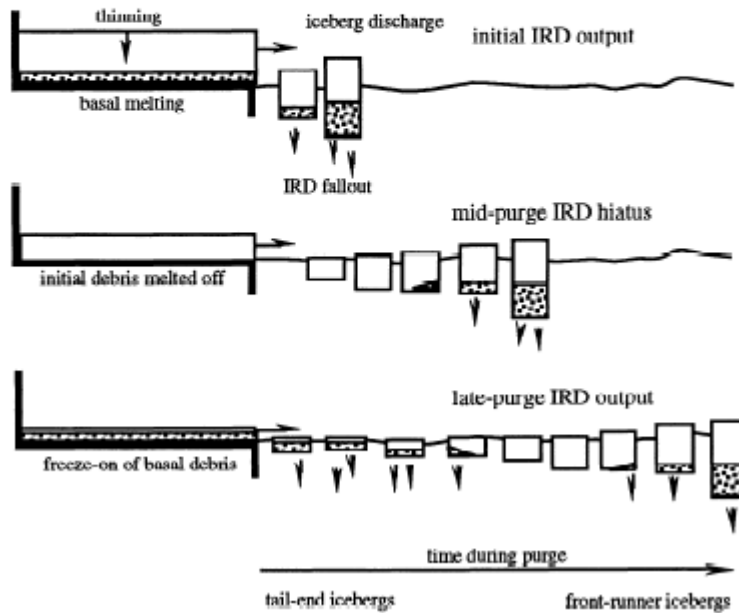 thinning
iceberg discharge
initial IRD output
basal melting
IRD fallout
mid-purge IRD hiatus
initial debris melted off
late-purge IRD output
freeze-on of basal debris
time during purge
tail-end icebergs
front-runner icebergs